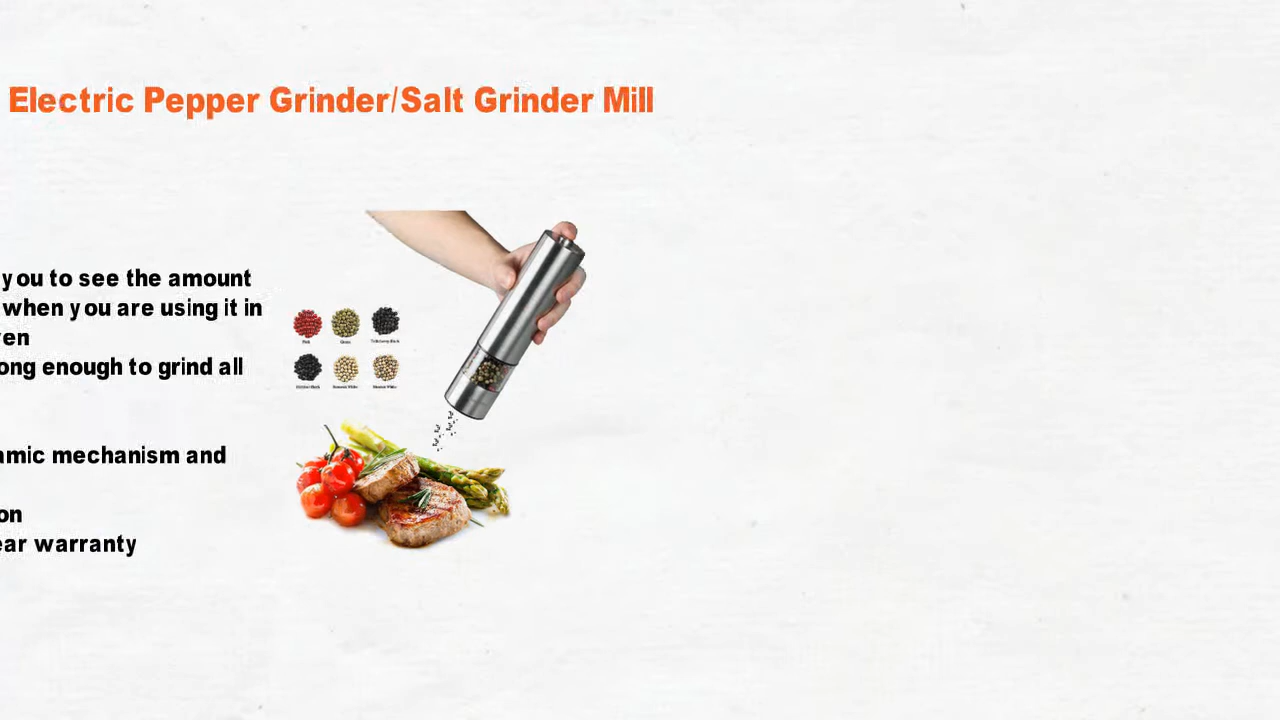 Electric Pepper Grinder/Salt Grinder Mill
you to see the amount
when you are using it in
en
ong enough to grind all
amic mechanism and
on
ear warranty